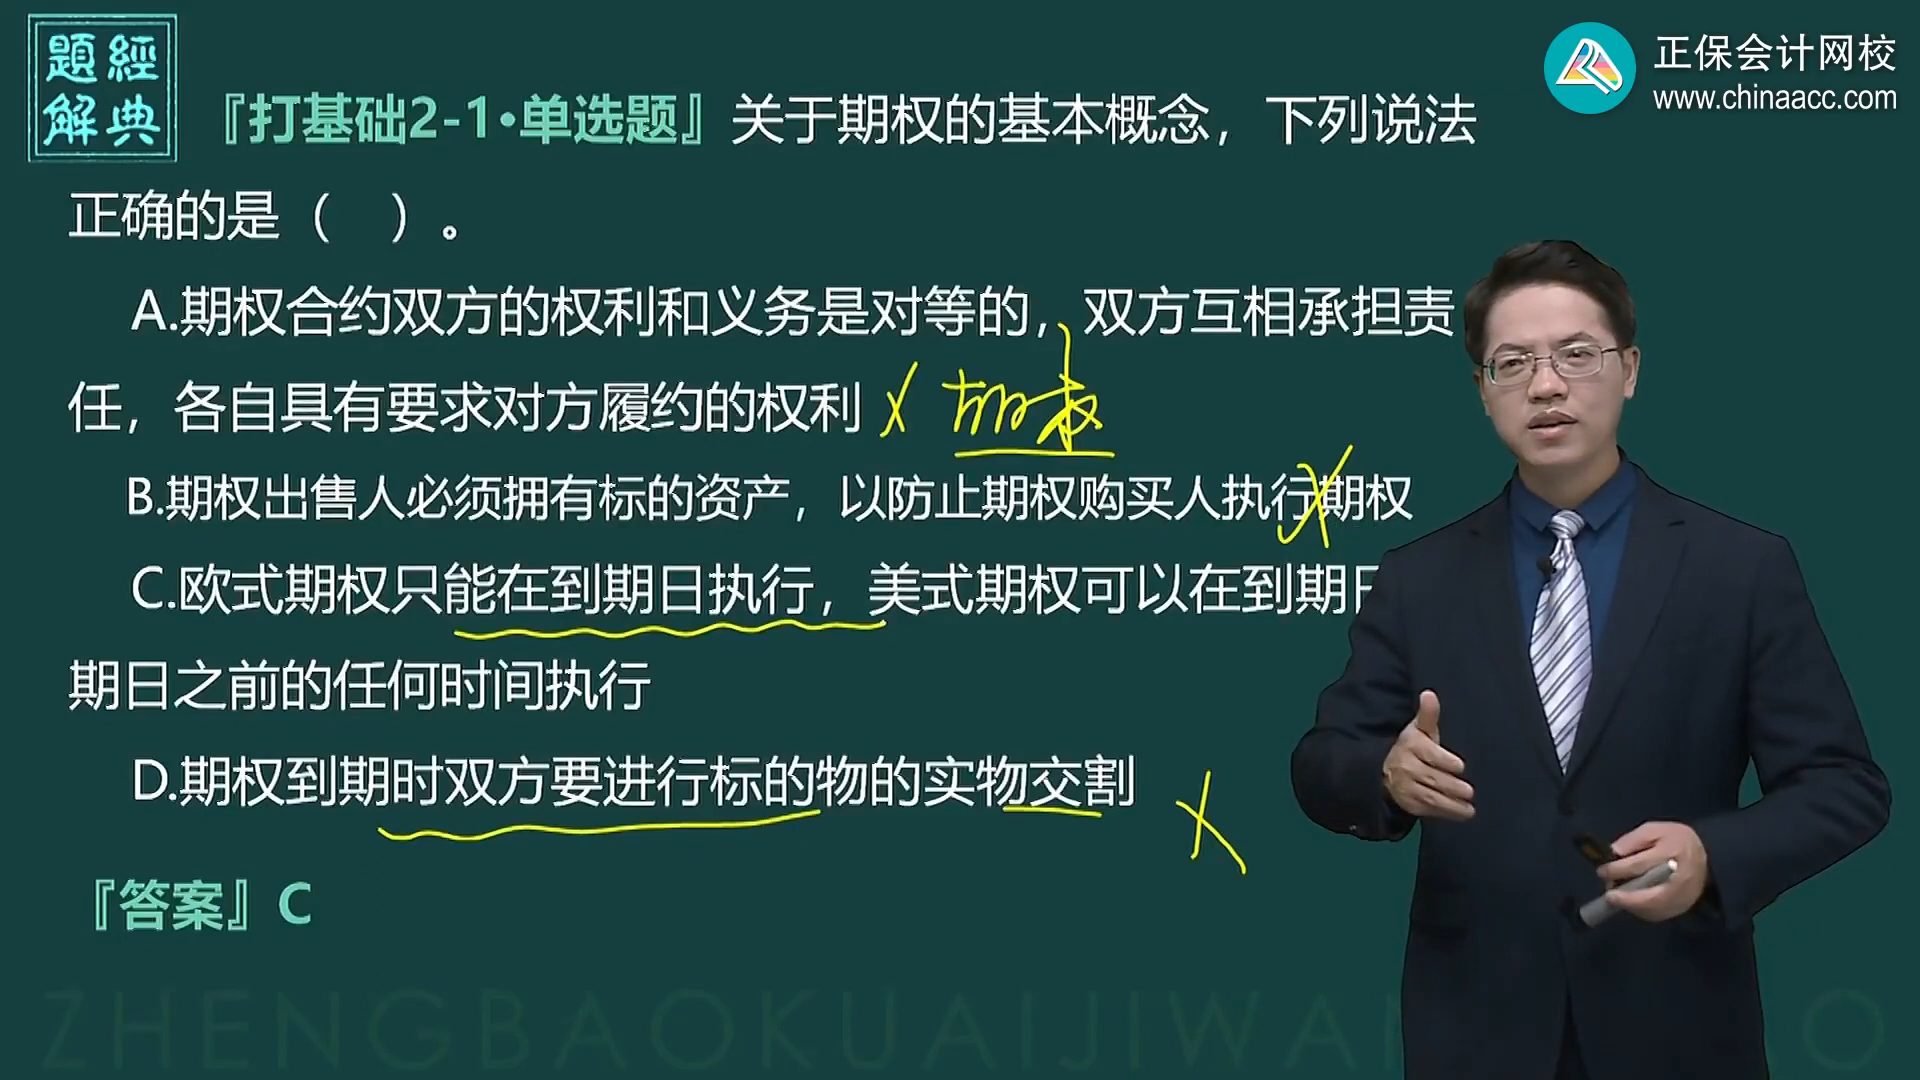 題經
解典
正保会计网校
www.chinaacc.com
『打基础2-1·单选题』关于期权的基本概念，下列说法
正确的是（　）。
A.期权合约双方的权利和义务是对等的，双方互相承担责
任，各自具有要求对方履约的权利
B.期权出售人必须拥有标的资产，以防止期权购买人执行期权
C.欧式期权只能在到期日执行，美式期权可以在到期日
期日之前的任何时间执行
D.期权到期时双方要进行标的物的实物交割
『答案』C
ZHENGBAOKUAIJIWA